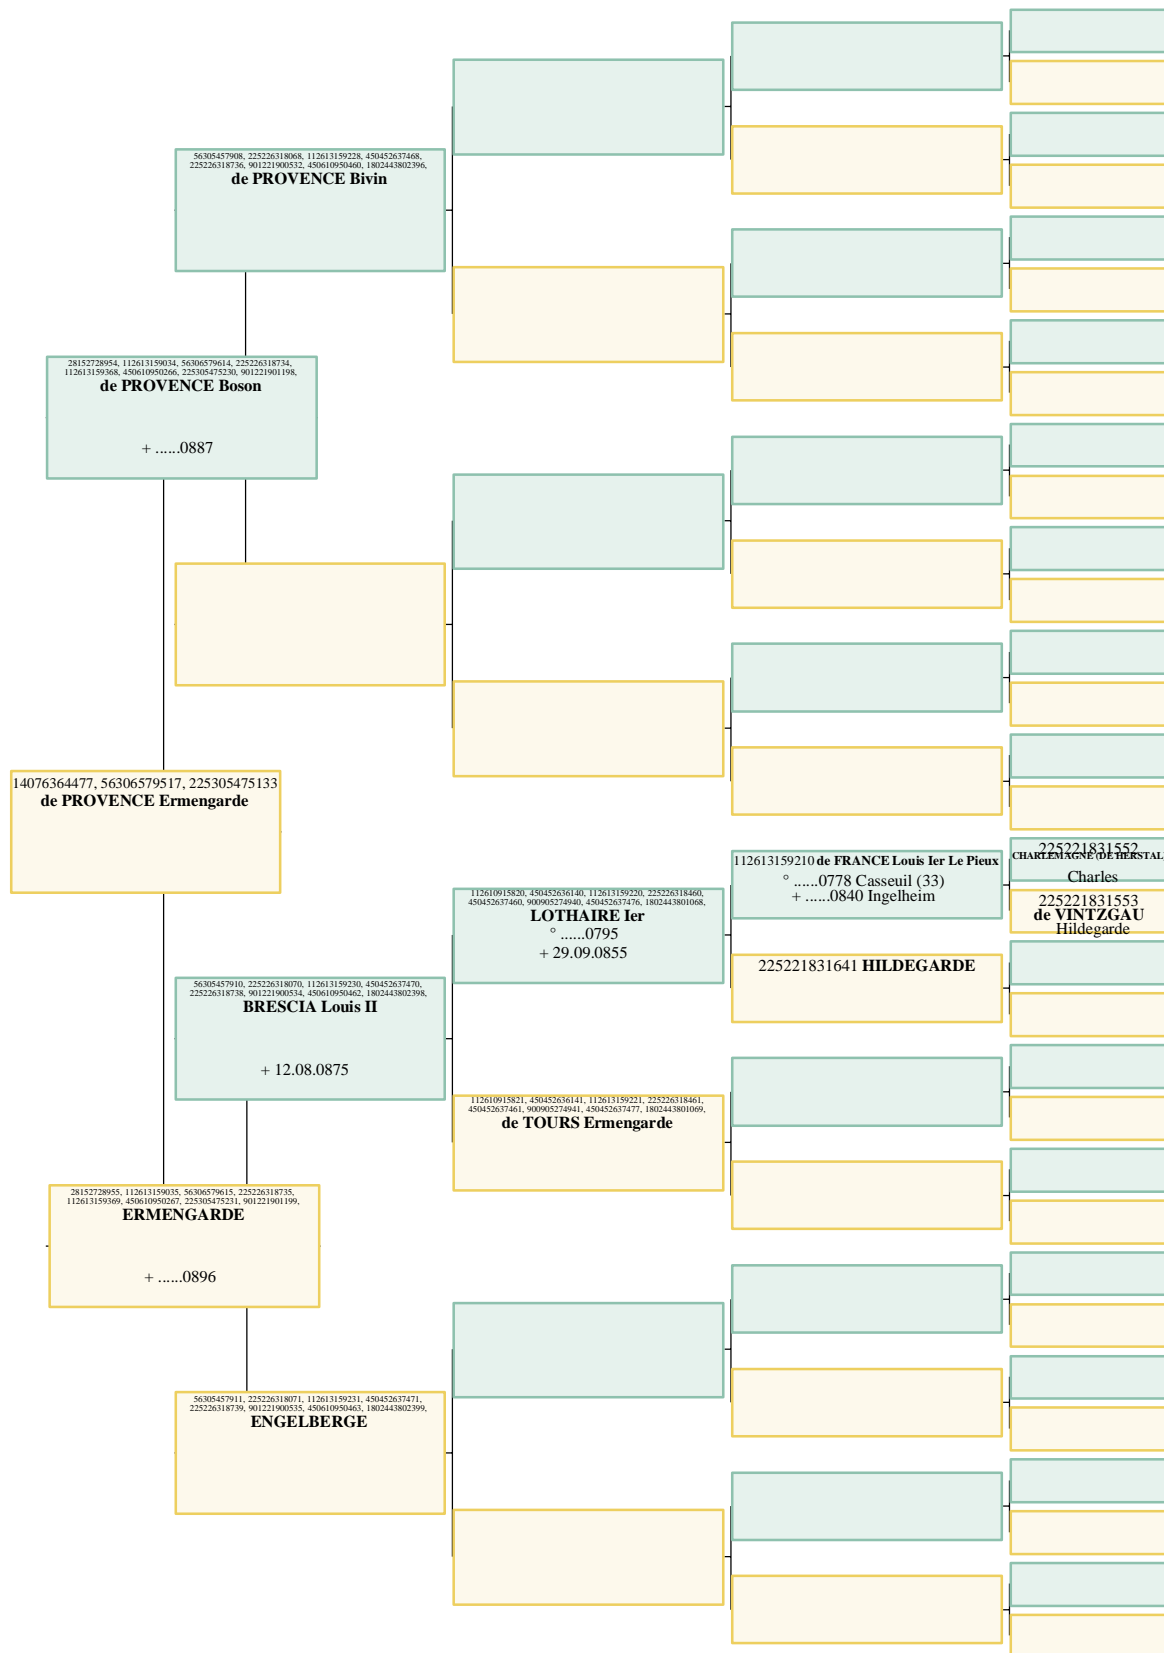 56305457908, 225226318068, 112613159228, 450452637468,
225226318736, 901221900532, 450610950460, 1802443802396,
de PROVENCE Bivin
28152728954, 112613159034, 56306579614, 225226318734,
112613159368, 450610950266, 225305475230, 901221901198,
de PROVENCE Boson
+ ......0887
14076364477, 56306579517, 225305475133
de PROVENCE Ermengarde
112613159210 de FRANCE Louis Ier Le Pieux
° ......0778 Casseuil (33)
+ ......0840 Ingelheim
225221831552
CHARLEMAGNE (DE HERSTAL)
Charles
225221831553
de VINTZGAU
Hildegarde
112610915820, 450452636140, 112613159220, 225226318460,
450452637460, 900905274940, 450452637476, 1802443801068,
LOTHAIRE Ier
° ......0795
+ 29.09.0855
225221831641 HILDEGARDE
56305457910, 225226318070, 112613159230, 450452637470,
225226318738, 901221900534, 450610950462, 1802443802398,
BRESCIA Louis II
+ 12.08.0875
112610915821, 450452636141, 112613159221, 225226318461,
450452637461, 900905274941, 450452637477, 1802443801069,
de TOURS Ermengarde
28152728955, 112613159035, 56306579615, 225226318735,
112613159369, 450610950267, 225305475231, 901221901199,
ERMENGARDE
+ ......0896
56305457911, 225226318071, 112613159231, 450452637471,
225226318739, 901221900535, 450610950463, 1802443802399,
ENGELBERGE